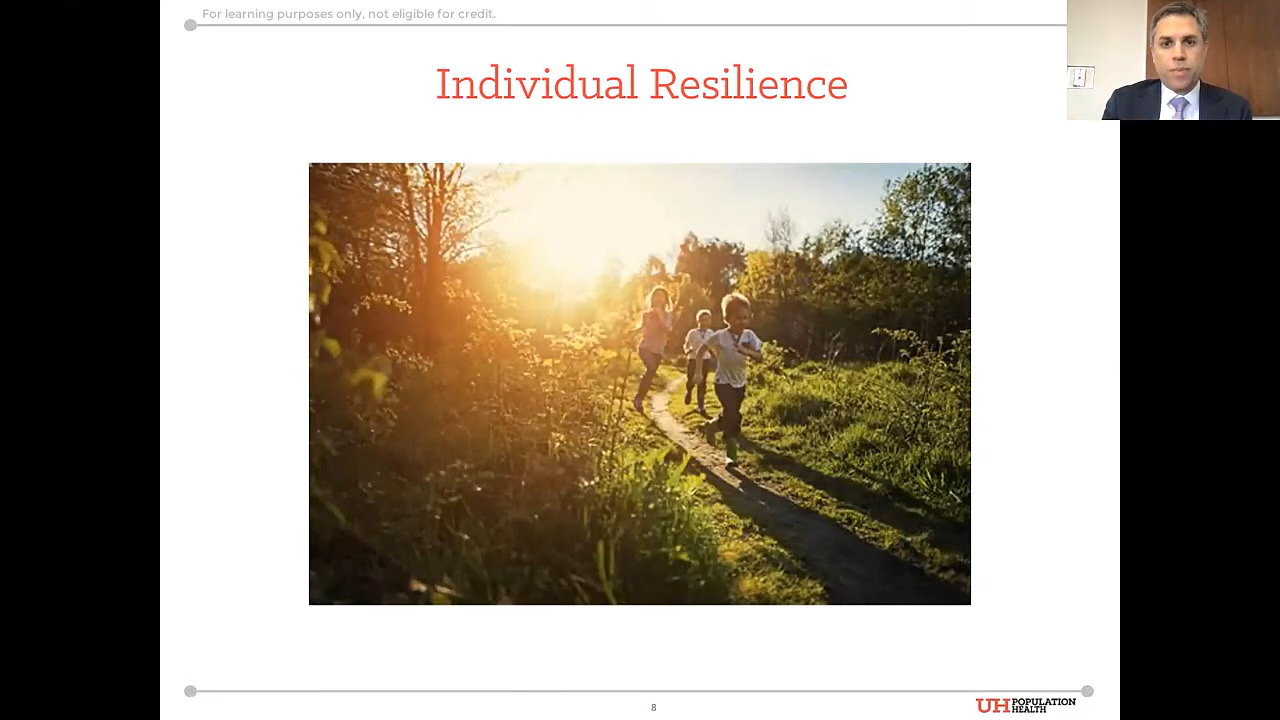 For learning purposes only, not eligible for credit.
Individual Resilience
8
UH POPULATION
HEALTH